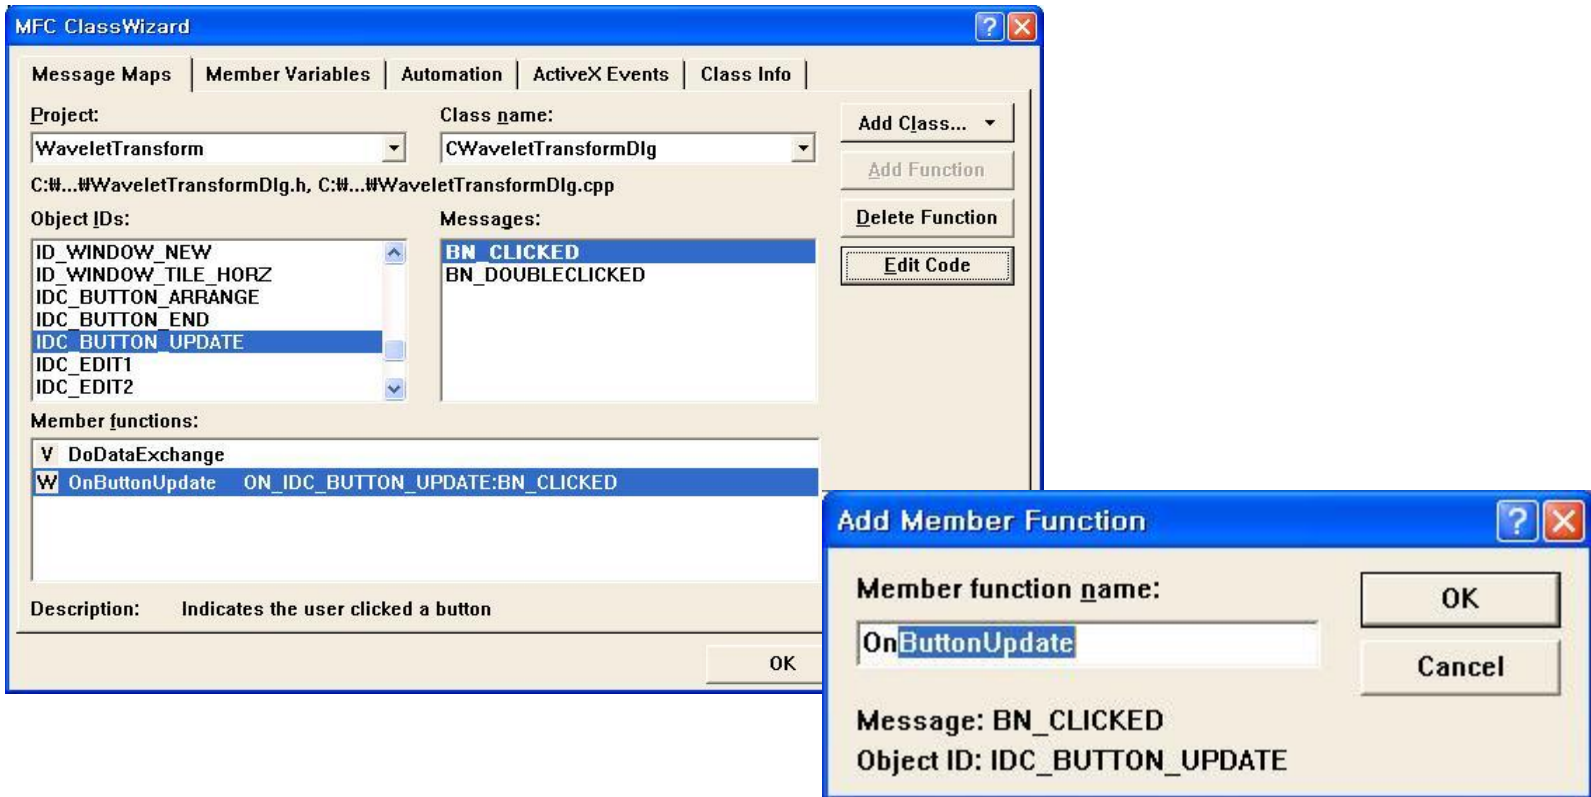 MFC ClassWizard
Message Maps Member Variables Automation ActiveX Events Class Info
Project: Class name:
WaveletTransform CWaveletTransformDlg
C:₩...₩WaveletTransformDlg.h, C:₩...₩WaveletTransformDlg.cpp
Object IDs: Messages:
ID_WINDOW_NEW
ID_WINDOW_TILE_HORZ
IDC_BUTTON_ARRANGE
IDC_BUTTON_END
IDC_BUTTON_UPDATE
IDC_EDIT1
IDC_EDIT2
BN_CLICKED
BN_DOUBLECLICKED
Add Class...
Add Function
Delete Function
Edit Code
Member functions:
V DoDataExchange
W OnButtonUpdate ON_IDC_BUTTON_UPDATE:BN_CLICKED
Description: Indicates the user clicked a button
OK
Add Member Function
Member function name:
OnButtonUpdate
OK
Cancel
Message: BN_CLICKED
Object ID: IDC_BUTTON_UPDATE